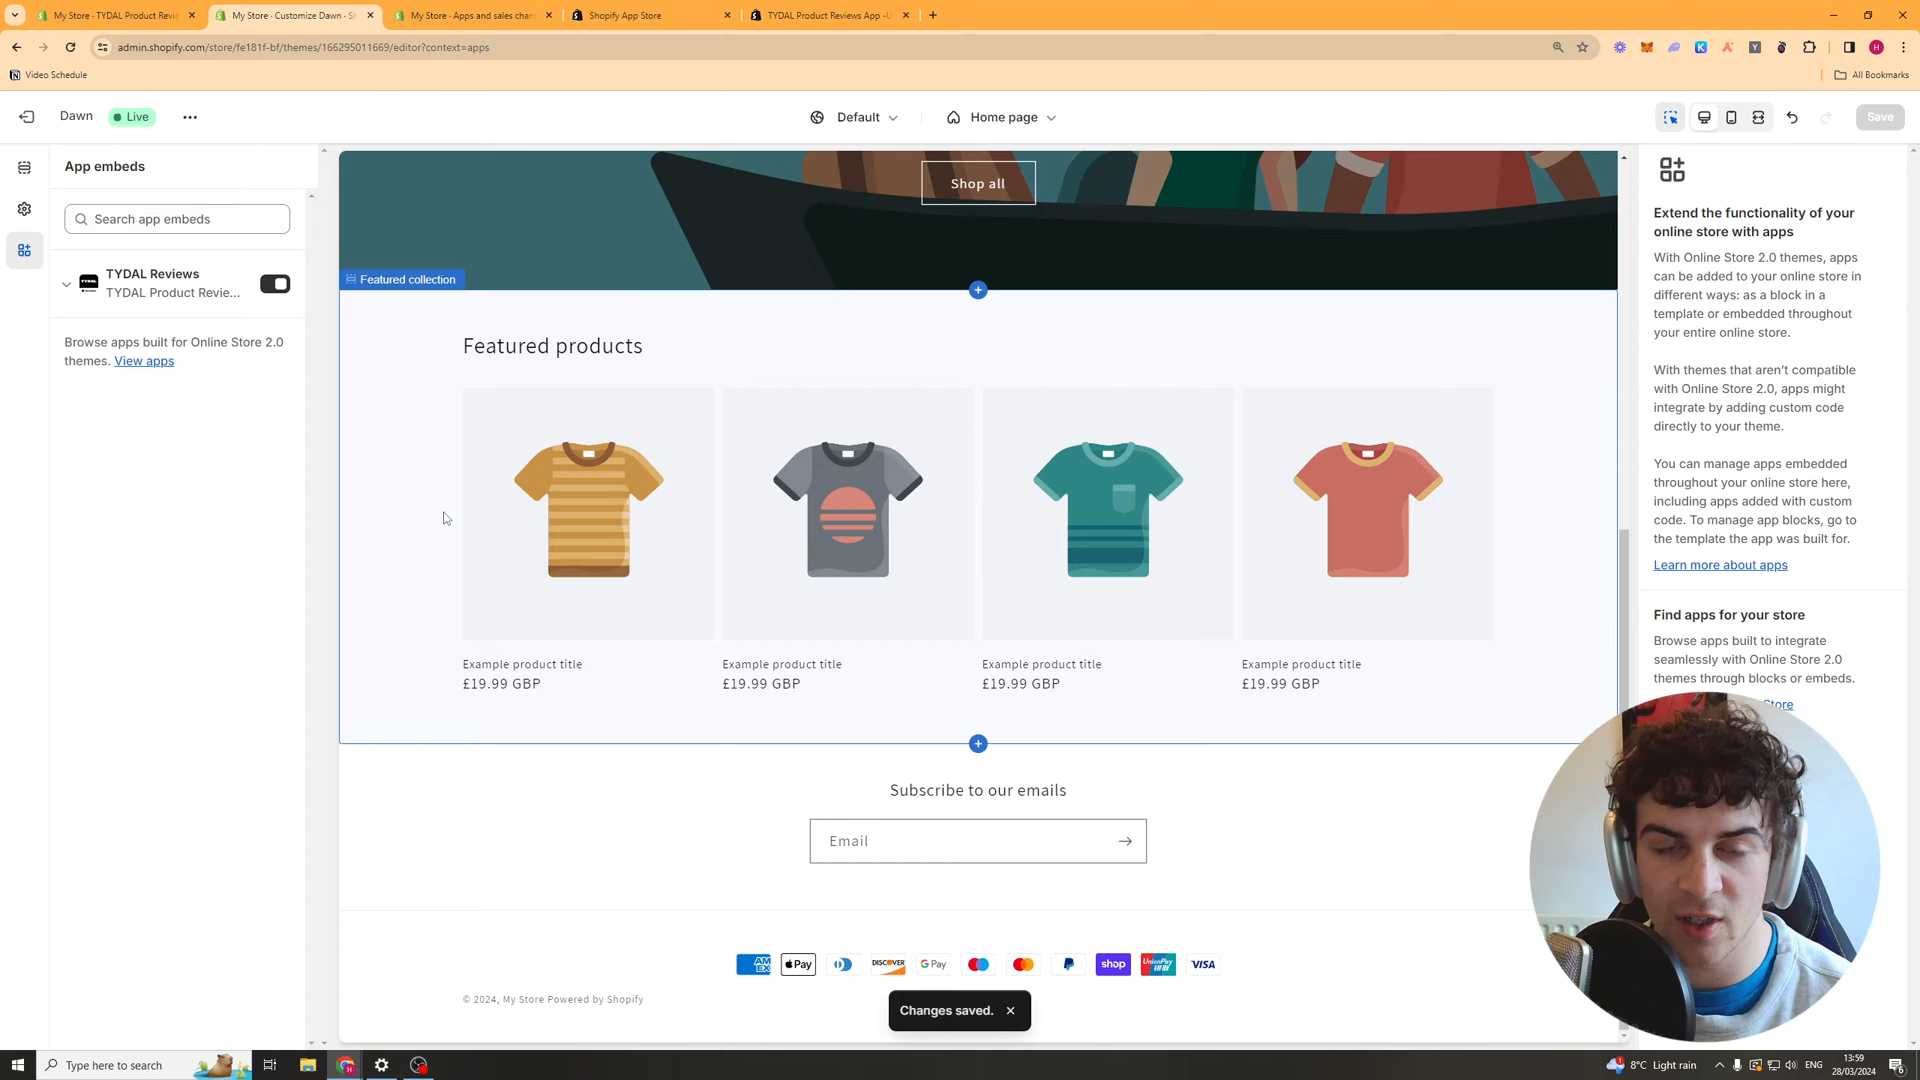 My Store · TYDAL Product Revie
My Store · Customize Dawn · Sh
My Store · Apps and sales chan
Shopify App Store
TYDAL Product Reviews App ‑U
admin.shopify.com/store/fe181f-bf/themes/166295011669/editor?context=apps
Video Schedule
All Bookmarks
Dawn
Live
Default
Home page
Save
App embeds
Search app embeds
TYDAL Reviews
TYDAL Product Revie...
Browse apps built for Online Store 2.0
themes. View apps
Shop all
Featured collection
Featured products
Example product title
£19.99 GBP
Example product title
£19.99 GBP
Example product title
£19.99 GBP
Example product title
£19.99 GBP
Subscribe to our emails
Email
AM
EX
Pay
DISCOVER
G Pay
shop
UnionPay
VISA
© 2024, My Store Powered by Shopify
Changes saved.
Extend the functionality of your
online store with apps
With Online Store 2.0 themes, apps
can be added to your online store in
different ways: as a block in a
template or embedded throughout
your entire online store.
With themes that aren't compatible
with Online Store 2.0, apps might
integrate by adding custom code
directly to your theme.
You can manage apps embedded
throughout your online store here,
including apps added with custom
code. To manage app blocks, go to
the template the app was built for.
Learn more about apps
Find apps for your store
Browse apps built to integrate
seamlessly with Online Store 2.0
themes through blocks or embeds.
Store
Type here to search
8°C Light rain
ENG
13:59
28/03/2024